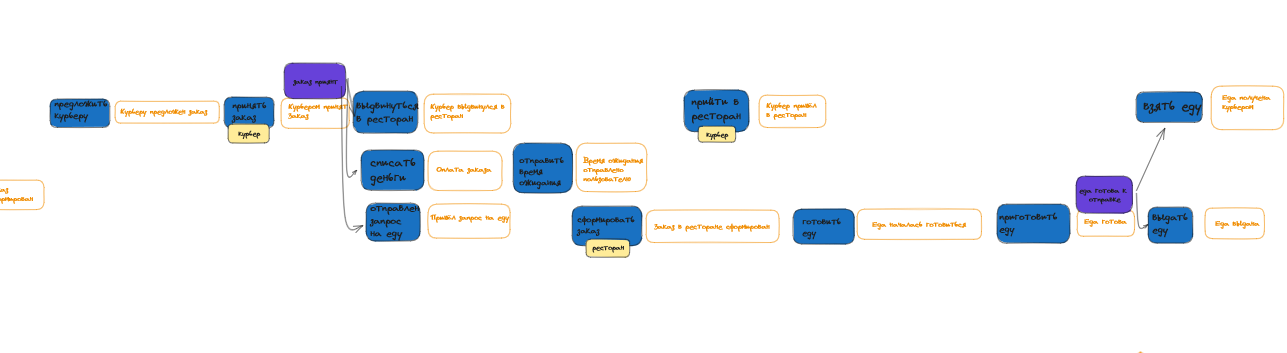 предложить
курьеру
Курьеру предложен заказ
принять
заказ
Курьер
Курьером принят
Заказ
заказ принят
выдвинуться
в ресторан
Курьер выдвинулся в
ресторан
списать
деньги
Оплата заказа
отправить
время
ожидания
Время ожидания
отправлено
пользователю
отправлен
запрос
на еду
Пришёл запрос на еду
сформировать
заказ
ресторан
Заказ в ресторане сформирован
прийти в
ресторан
Курьер
Курьер пришёл
в ресторан
готовить
еду
Еда началась готовиться
приготовить
еду
Еда готова
еда готова к
отправке
взять еду
Еда получена
курьером
выдать
еду
Еда выдана